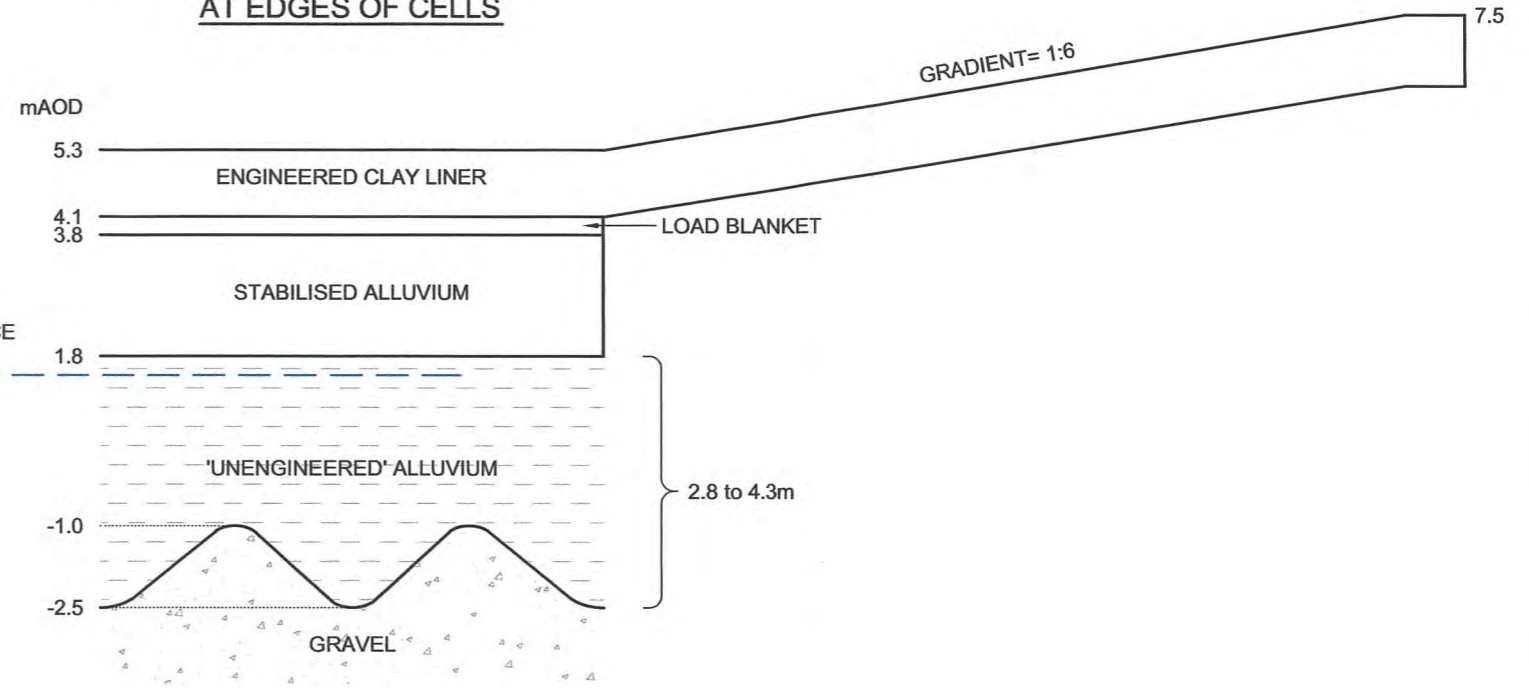 AT EDGES OF CELLS
7.5
GRADIENT= 1:6
mAOD
5.3
ENGINEERED CLAY LINER
4.1
LOAD BLANKET
3.8
STABILISED ALLUVIUM
1.8
'UNENGINEERED' ALLUVIUM
2.8 to 4.3m
-1.0
-2.5
GRAVEL